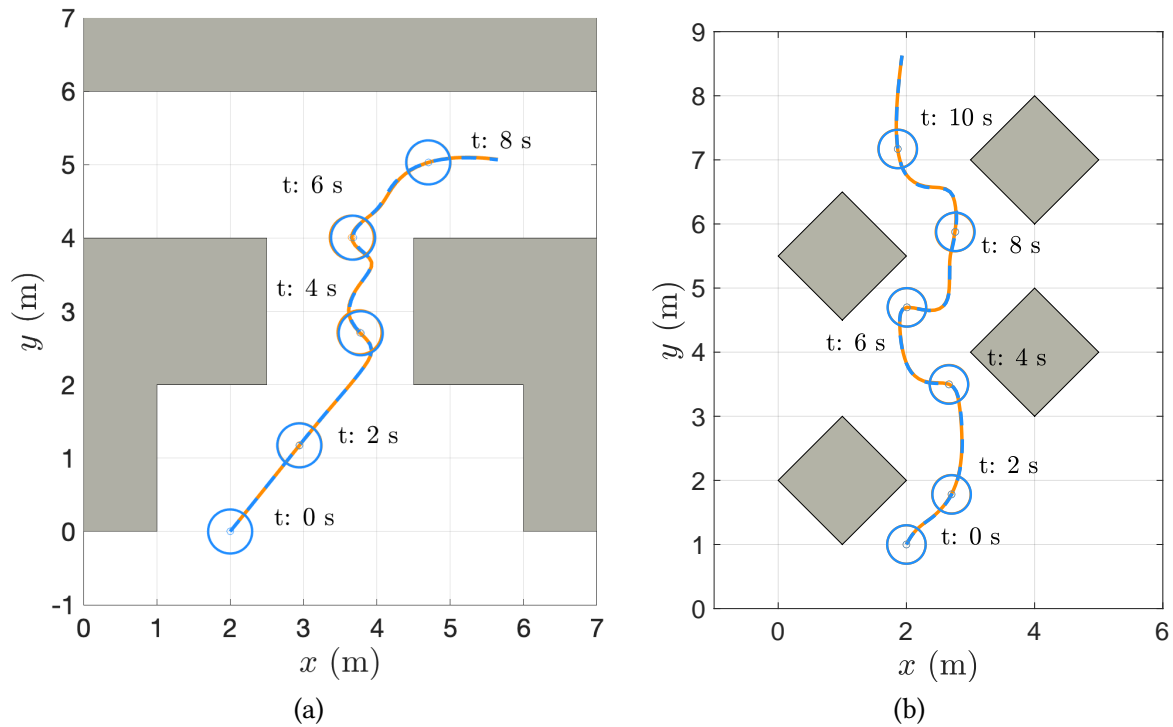 7
6
5
4
3
2
1
0
-1
0 1 2 3 4 5 6 7
x (m)
y (m)
t: 8 s
t: 6 s
t: 4 s
t: 2 s
t: 0 s
(a)
9
8
7
6
5
4
3
2
1
0
0 2 4 6
x (m)
y (m)
t: 10 s
t: 8 s
t: 6 s
t: 4 s
t: 2 s
t: 0 s
(b)